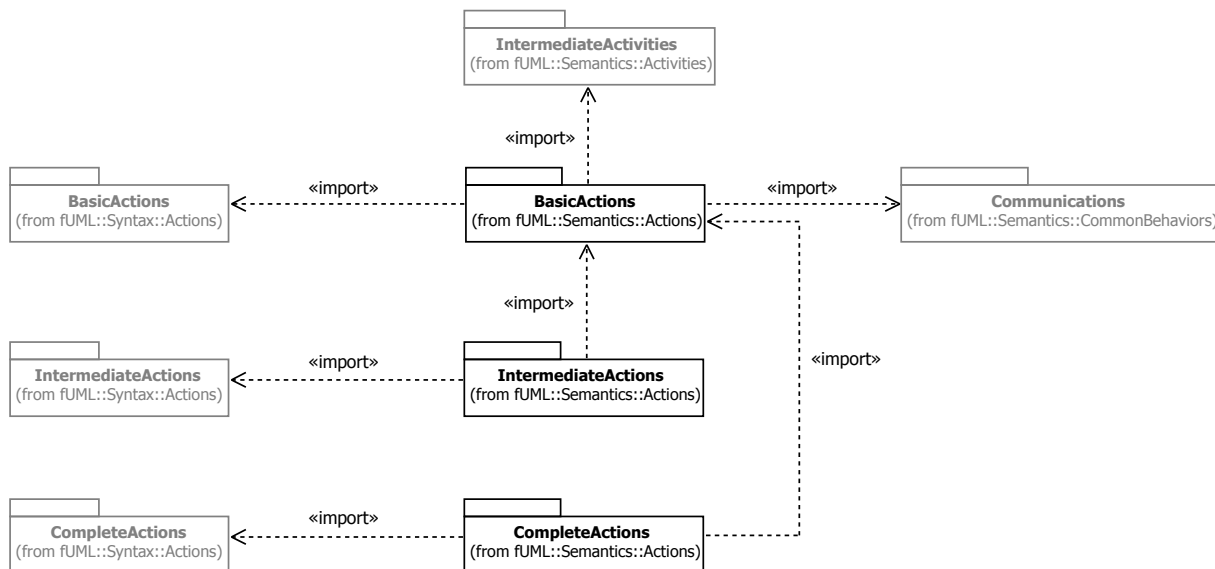 IntermediateActivities
(from fUML::Semantics::Activities)
«import»
BasicActions
(from fUML::Syntax::Actions)
«import»
BasicActions
(from fUML::Semantics::Actions)
«import»
Communications
(from fUML::Semantics::CommonBehaviors)
«import»
IntermediateActions
(from fUML::Syntax::Actions)
«import»
IntermediateActions
(from fUML::Semantics::Actions)
«import»
CompleteActions
(from fUML::Syntax::Actions)
«import»
CompleteActions
(from fUML::Semantics::Actions)